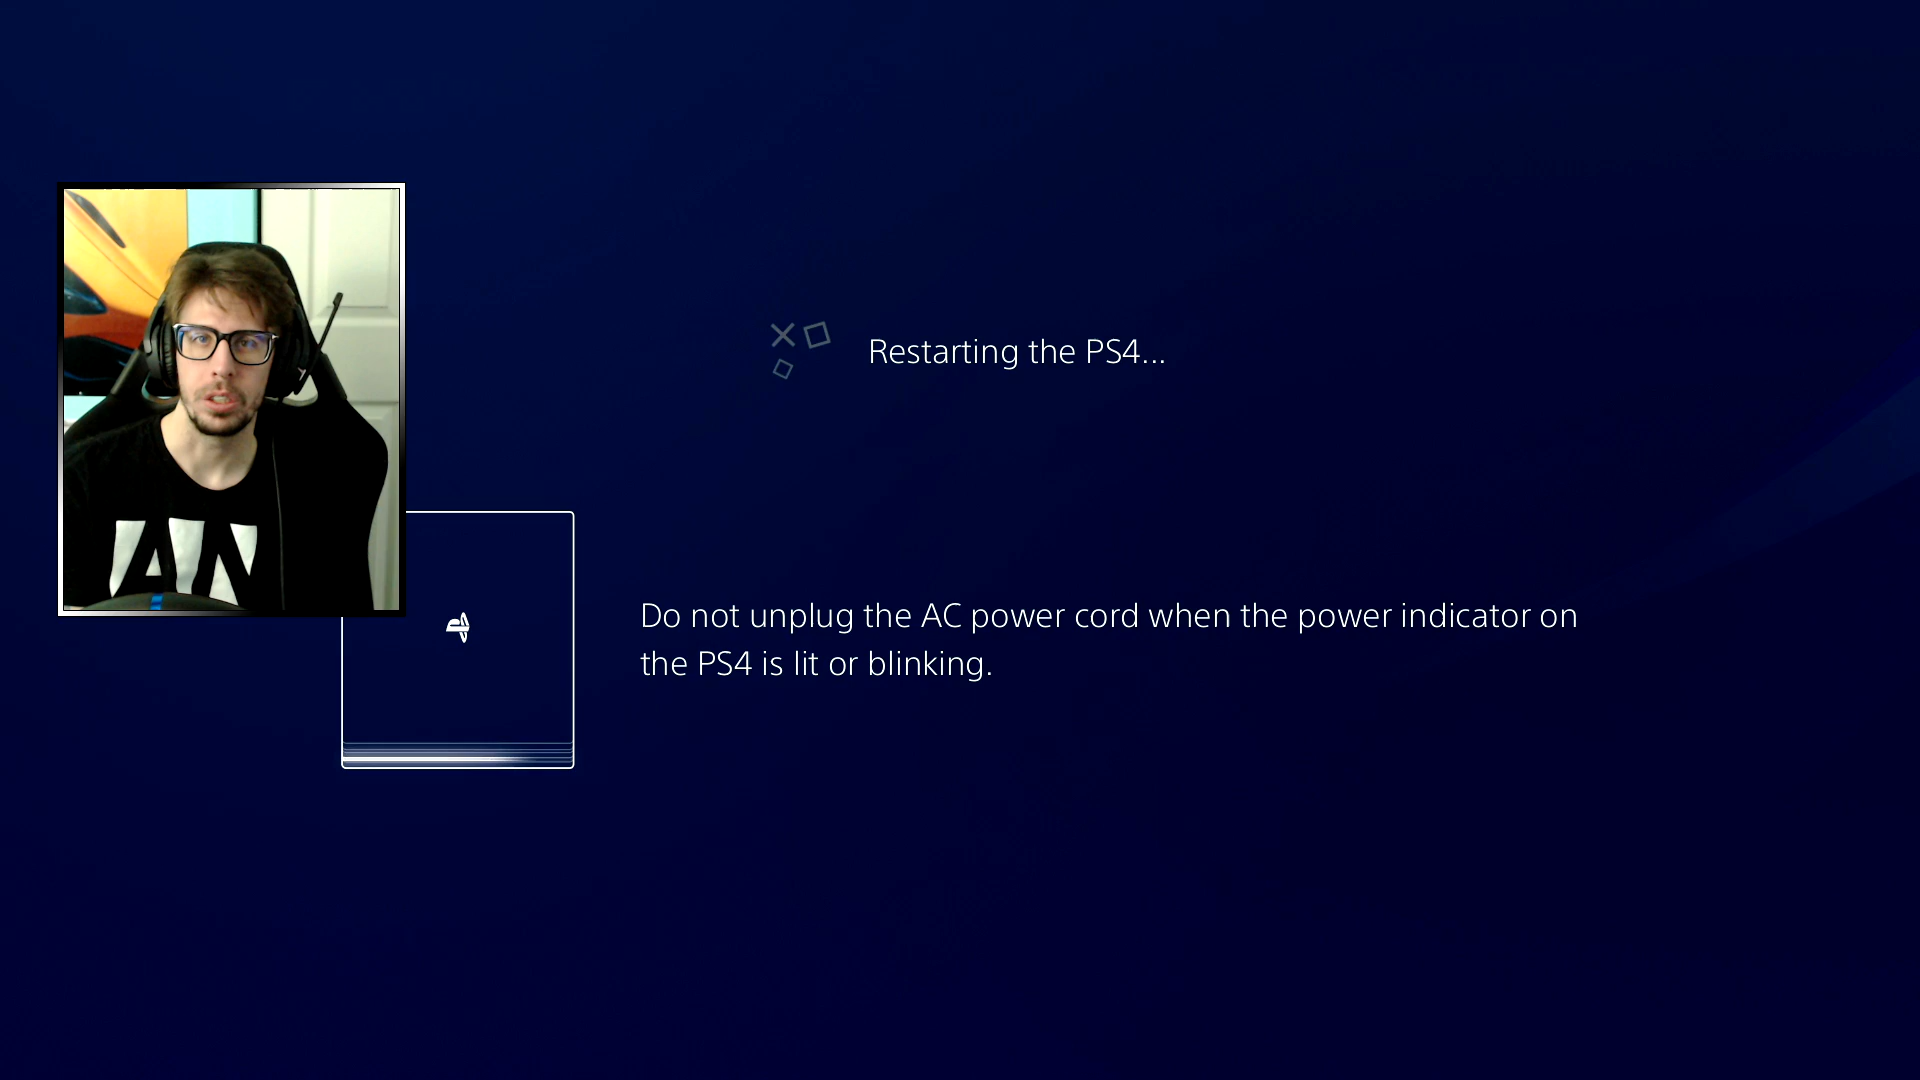 Restarting the PS4...
AN
Do not unplug the AC power cord when the power indicator on
the PS4 is lit or blinking.